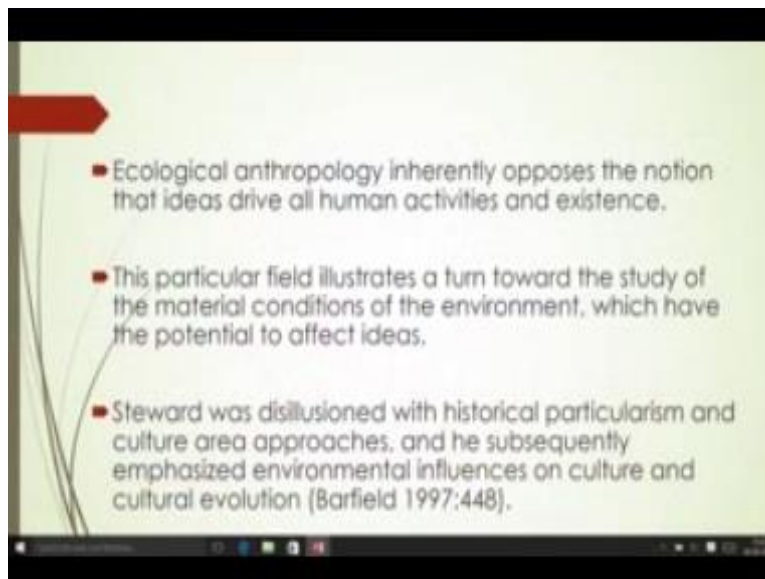 Ecological anthropology inherently opposes the notion
that ideas drive all human activities and existence.
This particular field illustrates a turn toward the study of
the material conditions of the environment, which have
the potential to affect ideas.
Steward was disillusioned with historical particularism and
culture area approaches, and he subsequently
emphasized environmental influences on culture and
cultural evolution (Barfield 1997:448).